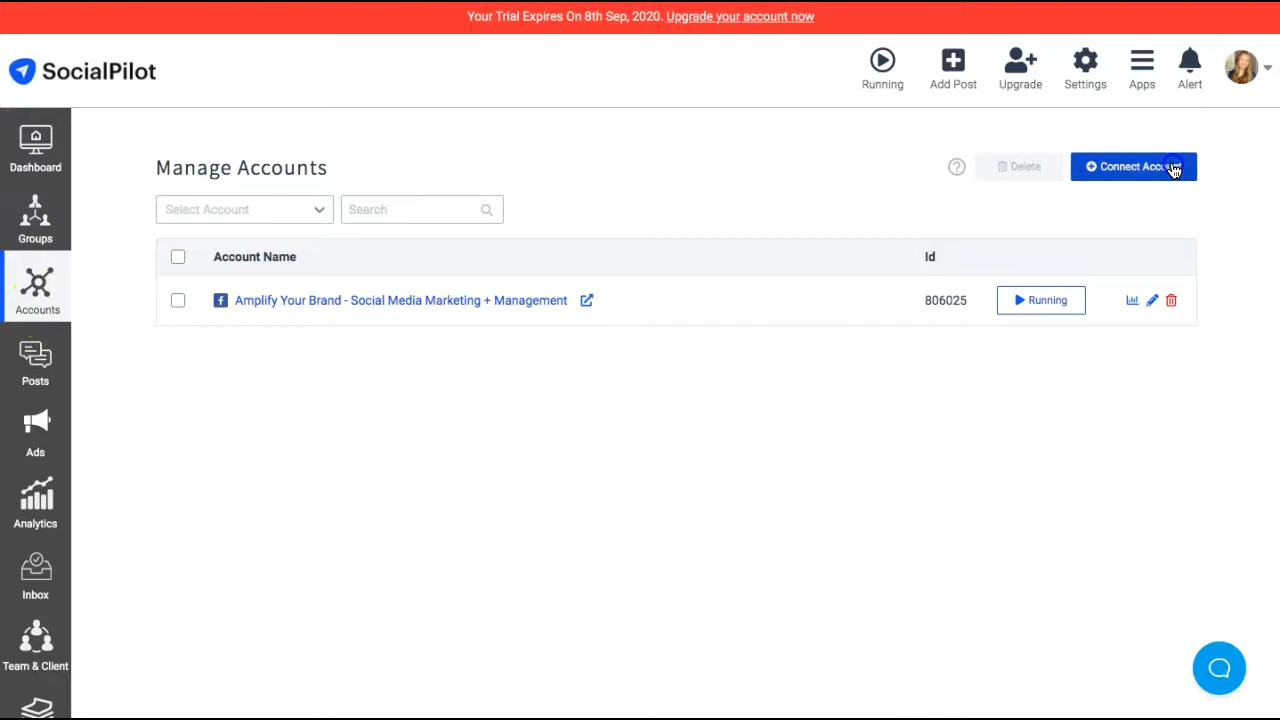 Your Trial Expires On 8th Sep, 2020. Upgrade your account now
SocialPilot
Running
Add Post
Upgrade
Settings
Apps
Alert
Dashboard
Groups
Accounts
Posts
Ads
Analytics
Inbox
Team & Client
Manage Accounts
Delete
Connect Account
Select Account
Search
Account Name Id
Amplify Your Brand - Social Media Marketing + Management 806025 Running